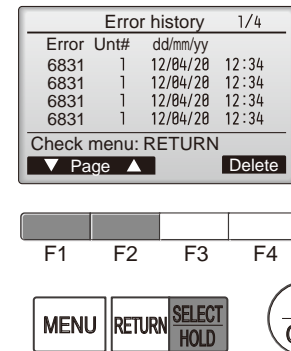 Error history 1/4
Error Unt# dd/mm/yy
6831 1 12/04/20 12:34
6831 1 12/04/20 12:34
6831 1 12/04/20 12:34
6831 1 12/04/20 12:34
Check menu: RETURN
▼ Page ▲ Delete
F1 F2 F3 F4
MENU RETURN SELECT
HOLD